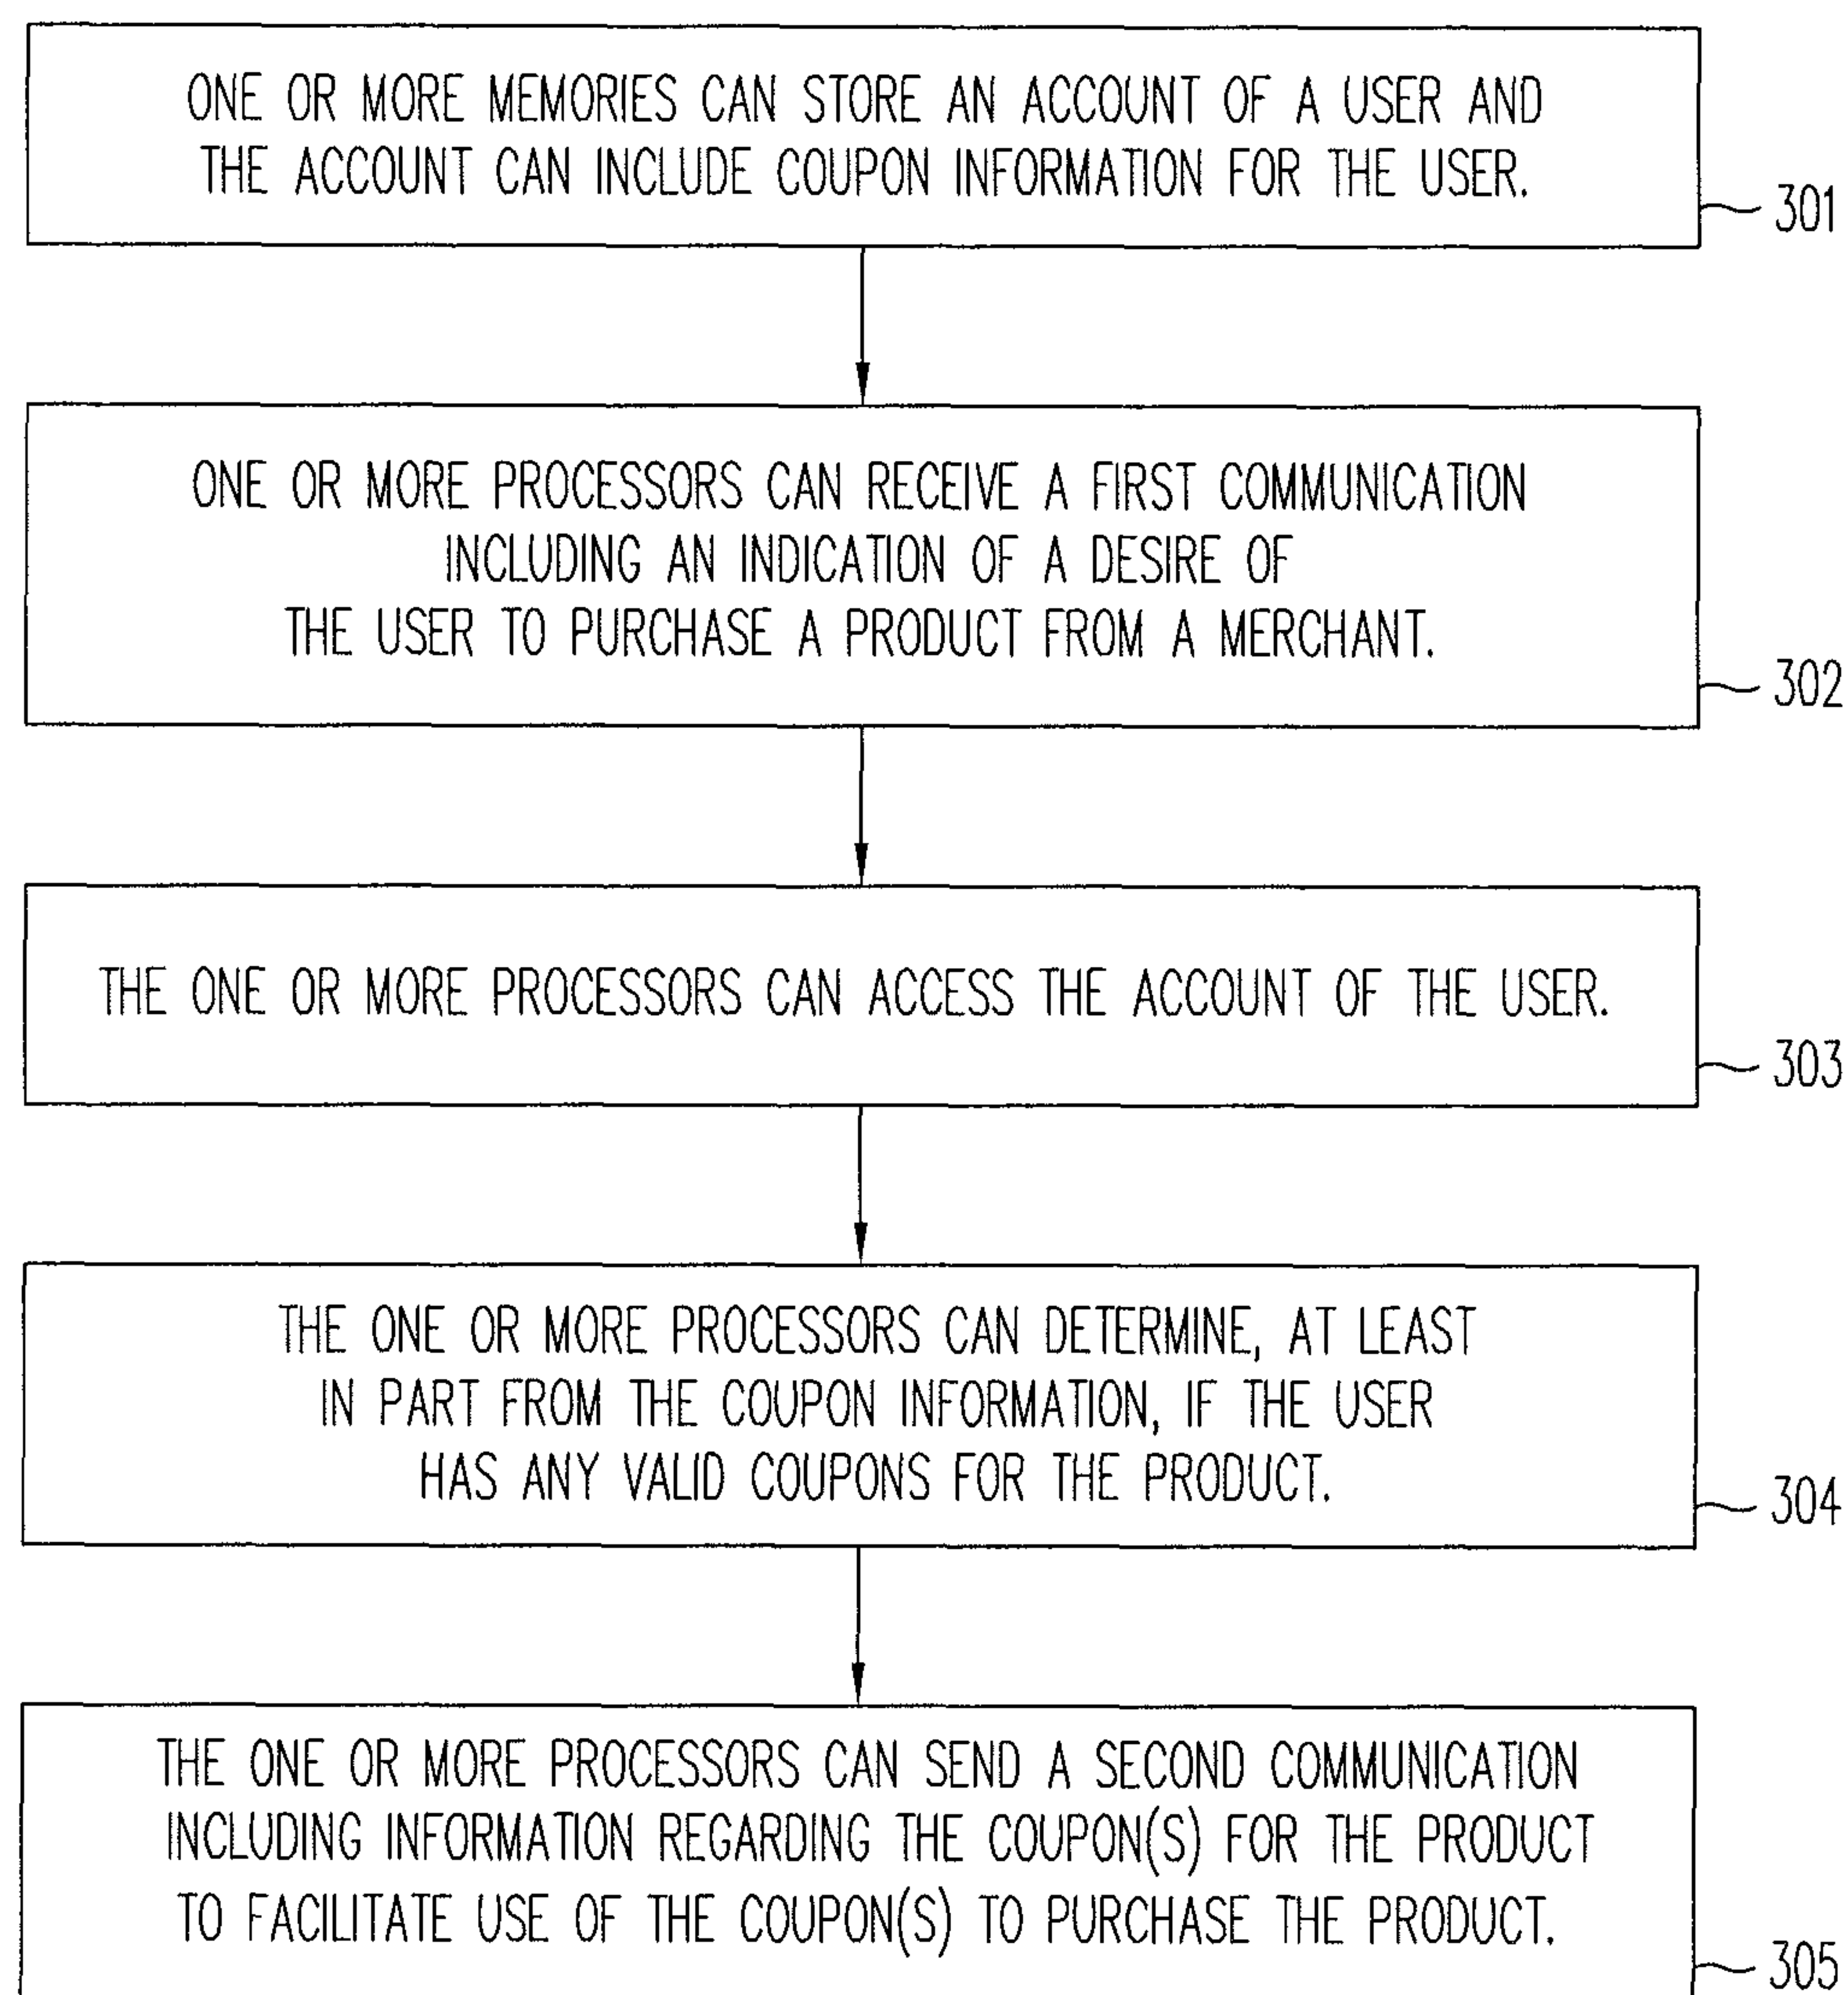 ONE OR MORE MEMORIES CAN STORE AN ACCOUNT OF A USER AND
THE ACCOUNT CAN INCLUDE COUPON INFORMATION FOR THE USER.
301
ONE OR MORE PROCESSORS CAN RECEIVE A FIRST COMMUNICATION
INCLUDING AN INDICATION OF A DESIRE OF
THE USER TO PURCHASE A PRODUCT FROM A MERCHANT.
302
THE ONE OR MORE PROCESSORS CAN ACCESS THE ACCOUNT OF THE USER.
303
THE ONE OR MORE PROCESSORS CAN DETERMINE, AT LEAST
IN PART FROM THE COUPON INFORMATION, IF THE USER
HAS ANY VALID COUPONS FOR THE PRODUCT.
304
THE ONE OR MORE PROCESSORS CAN SEND A SECOND COMMUNICATION
INCLUDING INFORMATION REGARDING THE COUPON(S) FOR THE PRODUCT
TO FACILITATE USE OF THE COUPON(S) TO PURCHASE THE PRODUCT.
305